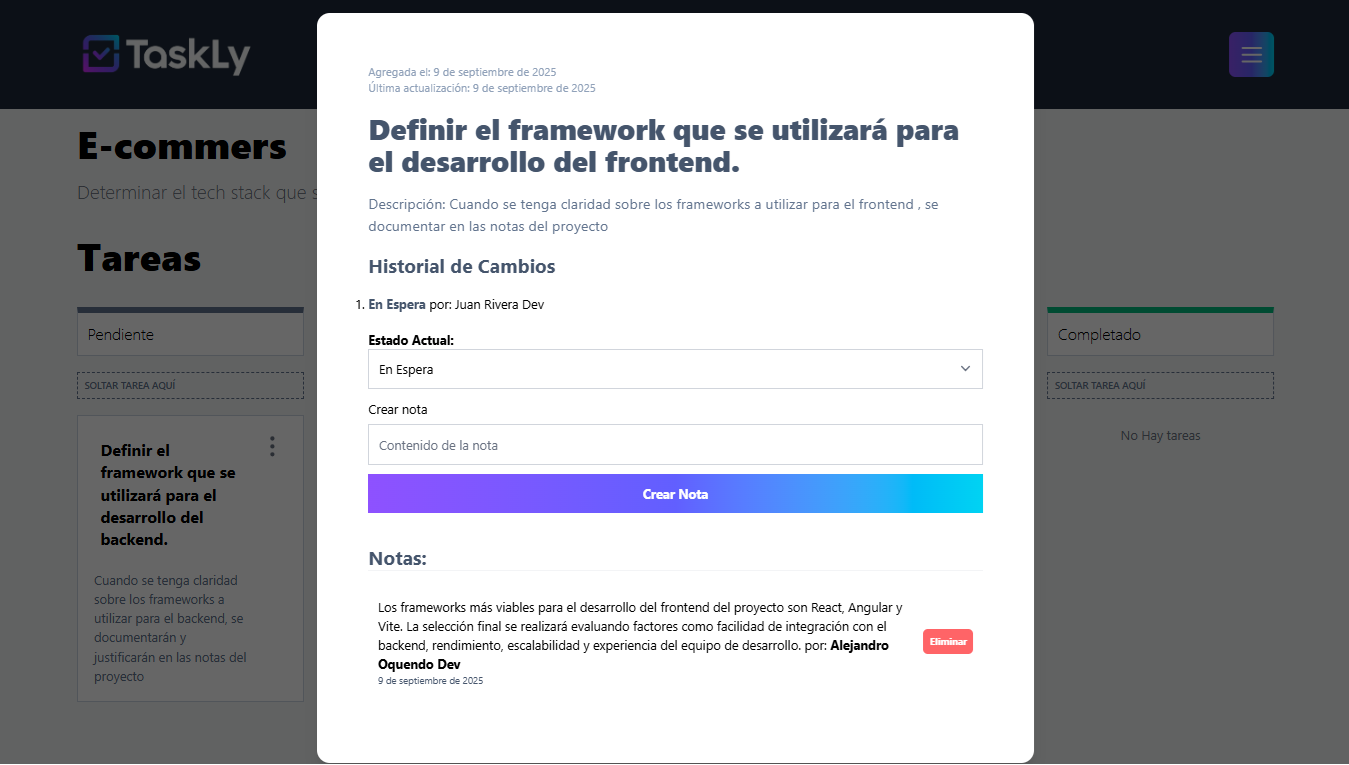 TaskLy
E-commers
Determinar el tech stack que s
Tareas
Pendiente
SOLTAR TAREA AQUÍ
Definir el
framework que se
utilizará para el
desarrollo del
backend.
Cuando se tenga claridad
sobre los frameworks a
utilizar para el backend, se
documentarán y
justificarán en las notas del
proyecto
Agregada el: 9 de septiembre de 2025
Última actualización: 9 de septiembre de 2025
Definir el framework que se utilizará para
el desarrollo del frontend.
Descripción: Cuando se tenga claridad sobre los frameworks a utilizar para el frontend , se
documentar en las notas del proyecto
Historial de Cambios
1. En Espera por: Juan Rivera Dev
Estado Actual:
En Espera
Crear nota
Contenido de la nota
Crear Nota
Notas:
Los frameworks más viables para el desarrollo del frontend del proyecto son React, Angular y
Vite. La selección final se realizará evaluando factores como facilidad de integración con el
backend, rendimiento, escalabilidad y experiencia del equipo de desarrollo. por: Alejandro
Oquendo Dev
9 de septiembre de 2025
Eliminar
Completado
SOLTAR TAREA AQUÍ
No Hay tareas